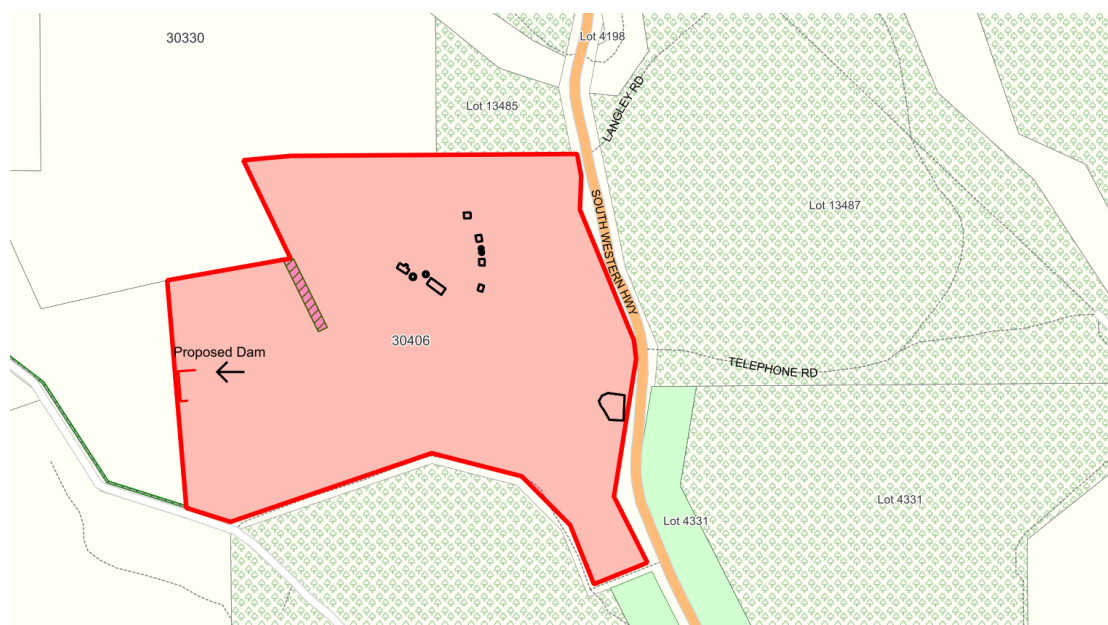 30330
Lot 4198
LANGLEY RD
Lot 13485
Lot 13487
SOUTH WESTERN HWY
30406
Proposed Dam
TELEPHONE RD
Lot 4331
Lot 4331